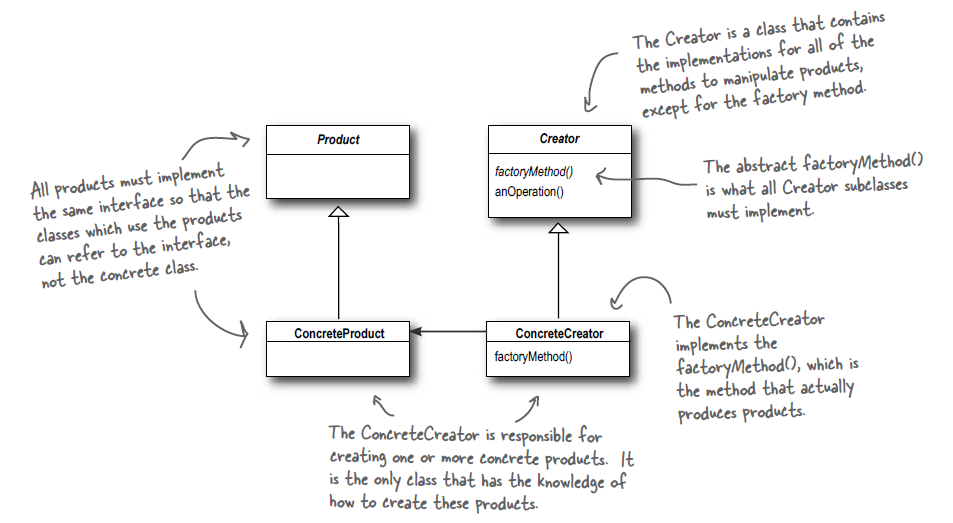 The Creator is a class that contains
the implementations for all of the
methods to manipulate products,
except for the factory method.
Product
Creator
factoryMethod()
anOperation()
The abstract factoryMethod()
is what all Creator subclasses
must implement.
All products must implement
the same interface so that the
classes which use the products
can refer to the interface,
not the concrete class.
ConcreteProduct
ConcreteCreator
factoryMethod()
The ConcreteCreator
implements the
factoryMethod(), which is
the method that actually
produces products.
The ConcreteCreator is responsible for
creating one or more concrete products. It
is the only class that has the knowledge of
how to create these products.